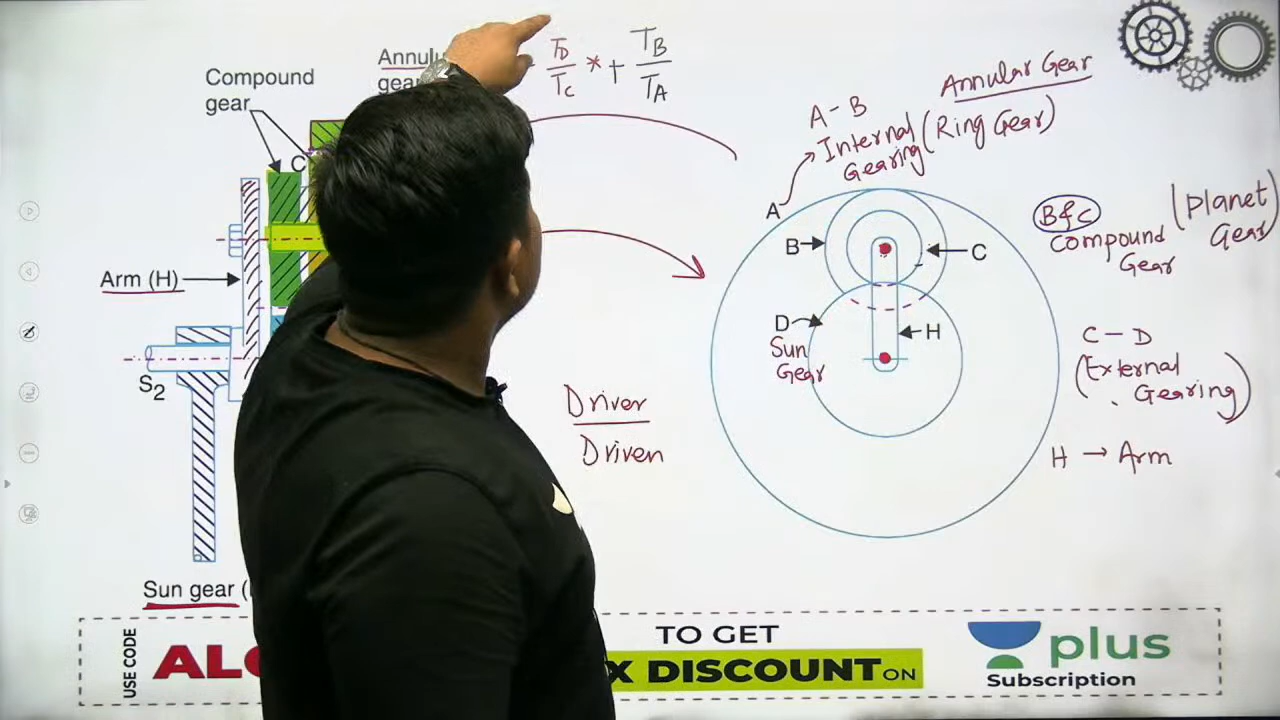 Compound
gear
C
Annul
gea
Arm (H)
S2
Sun gear (
TD
TC
* +
TB
TA
Driver
Driven
A - B
Internal (Ring Gear)
Gearing
Annular Gear
A
B
C
D
Sun
Gear
H
B & C
Compound
Gear
(Planet
Gear)
C - D
(External
Gearing)
H → Arm
USE CODE
AL
TO GET
X DISCOUNT ON
plus
Subscription